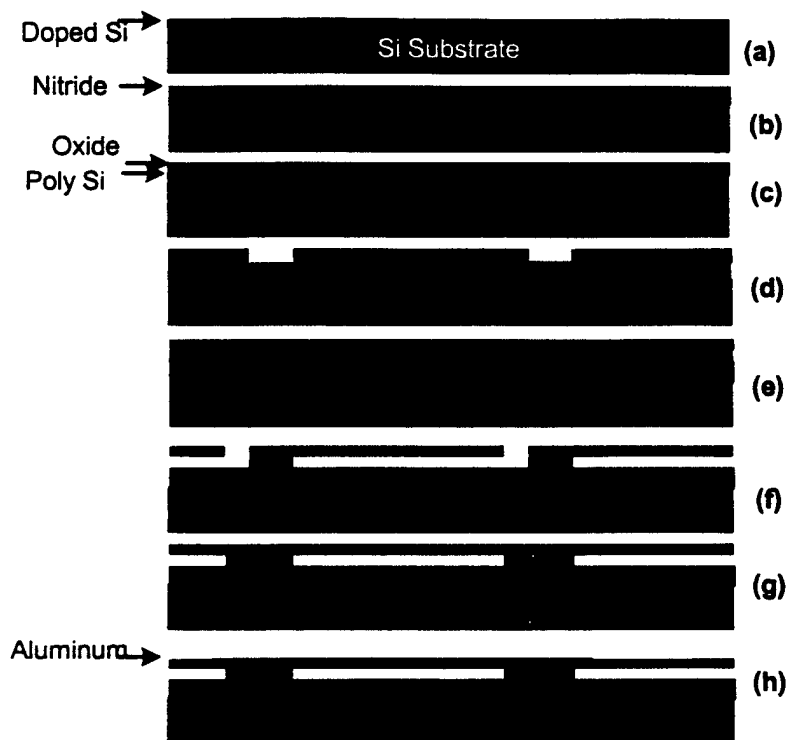 Doped Si
Si Substrate
(a)
Nitride
(b)
Oxide
Poly Si
(c)
(d)
(e)
(f)
(g)
Aluminum
(h)